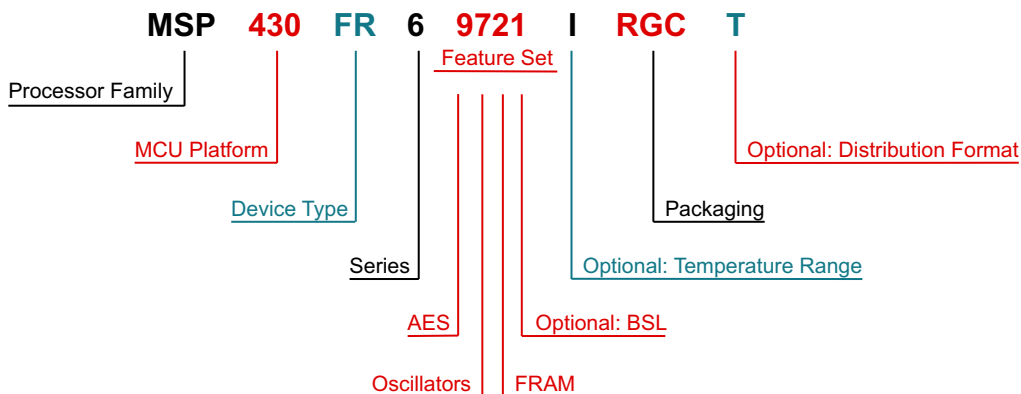 MSP 430 FR 6 9721 I RGC T
Feature Set
Processor Family
MCU Platform
Optional: Distribution Format
Device Type
Packaging
Series
Optional: Temperature Range
AES
Optional: BSL
Oscillators
FRAM